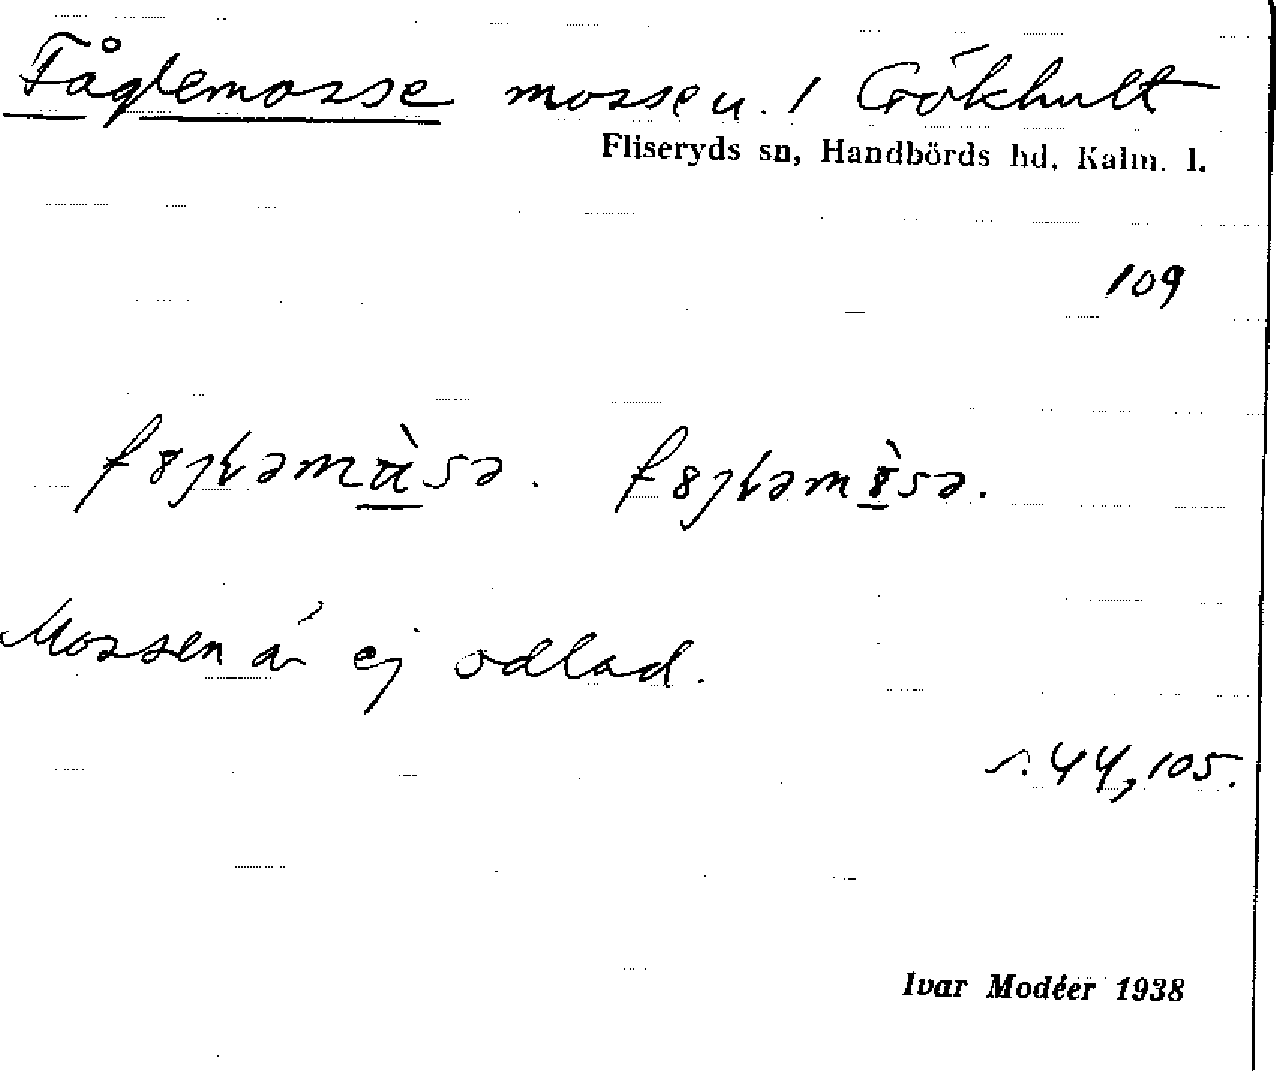 Fåglemosse mossen. / Gökhult
Fliseryds sn, Handbörds hd, Kalm. l.
109
Mossen är ej odlad.
s. 44, 105.
Ivar Modéer 1938